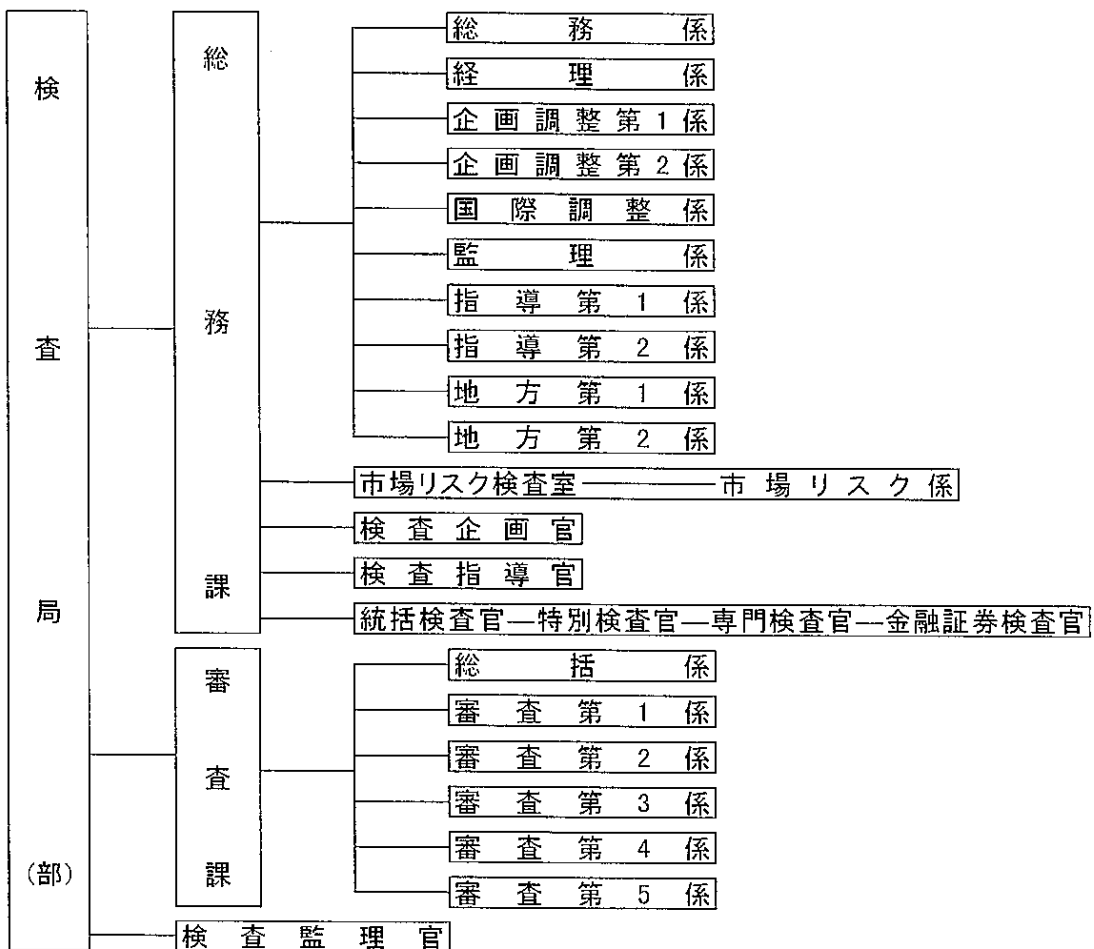 検査局(部)
総務課
総務係
経理係
企画調整第1係
企画調整第2係
国際調整係
監理係
指導第1係
指導第2係
地方第1係
地方第2係
市場リスク検査室――市場リスク係
検査企画官
検査指導官
統括検査官―特別検査官―専門検査官―金融証券検査官
審査課
総括係
審査第1係
審査第2係
審査第3係
審査第4係
審査第5係
検査監理官